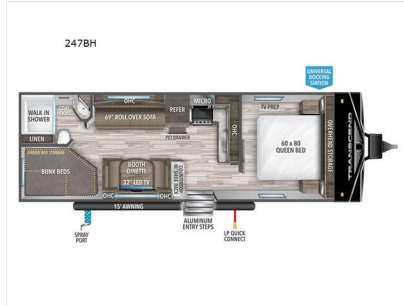 247BH
UNIVERSAL
DOCKING
STATION
WALK-IN
SHOWER
LINEN
OHC
69" ROLL OVER SOFA
REFER
MICRO
OHC
TV PREP
60 x 80
QUEEN BED
OVERHEAD STORAGE
TRANSCEND
BUNK BEDS
BOOTH
DINETTE
32" LED TV
OHC
OHC
15' AWNING
SPRAY
PORT
ALUMINUM
ENTRY STEPS
LP QUICK
CONNECT